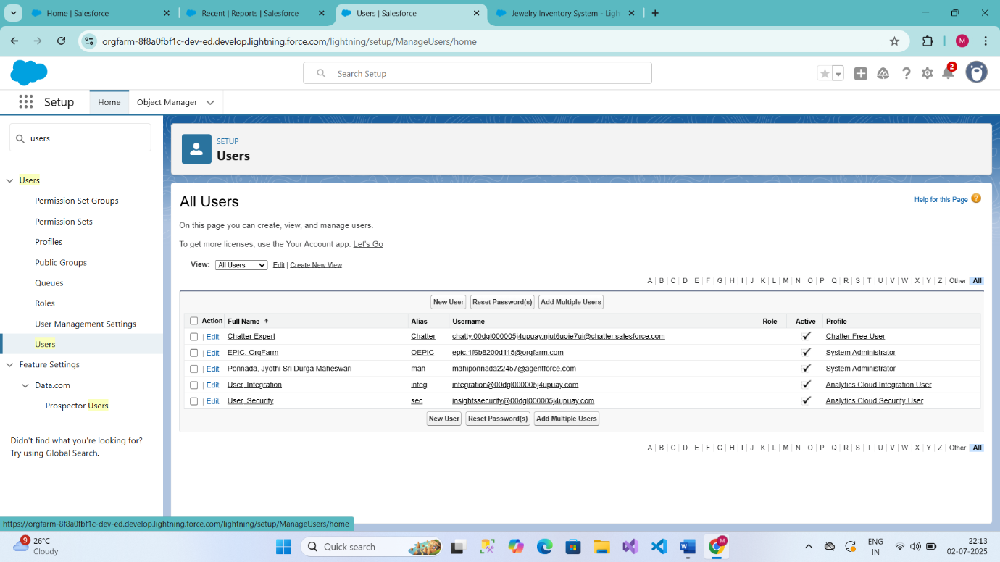 Home | Salesforce
Recent | Reports | Salesforce
Users | Salesforce
Jewelry Inventory System - Ligh
orgfarm-8f8a0fbf1c-dev-ed.develop.lightning.force.com/lightning/setup/ManageUsers/home
M
Search Setup
2
Setup
Home
Object Manager
users
SETUP
Users
Users
Permission Set Groups
Permission Sets
Profiles
Public Groups
Queues
Roles
User Management Settings
Users
Feature Settings
Data.com
Prospector Users
Didn't find what you're looking for?
Try using Global Search.
All Users
Help for this Page ?
On this page you can create, view, and manage users.
To get more licenses, use the Your Account app. Let's Go
View: All Users Edit | Create New View
A | B | C | D | E | F | G | H | I | J | K | L | M | N | O | P | Q | R | S | T | U | V | W | X | Y | Z | Other | All
New User Reset Password(s) Add Multiple Users
Action Full Name ↑ Alias Username Role Active Profile
| Edit Chatter Expert Chatter chatty.00dgl000005j4upuay.njut6uoie7ui@chatter.salesforce.com ✓ Chatter Free User
| Edit EPIC, OrgFarm OEPIC epic.1f6b8200d115@orgfarm.com ✓ System Administrator
| Edit Ponnada, Jyothi Sri Durga Maheswari mah mahiponnada22457@agentforce.com ✓ System Administrator
| Edit User, Integration integ integration@00dgl000005j4upuay.com ✓ Analytics Cloud Integration User
| Edit User, Security sec insightssecurity@00dgl000005j4upuay.com ✓ Analytics Cloud Security User
New User Reset Password(s) Add Multiple Users
A | B | C | D | E | F | G | H | I | J | K | L | M | N | O | P | Q | R | S | T | U | V | W | X | Y | Z | Other | All
https://orgfarm-8f8a0fbf1c-dev-ed.develop.lightning.force.com/lightning/setup/ManageUsers/home
9
26°C
Cloudy
Quick search
M
ENG
IN
22:13
02-07-2025